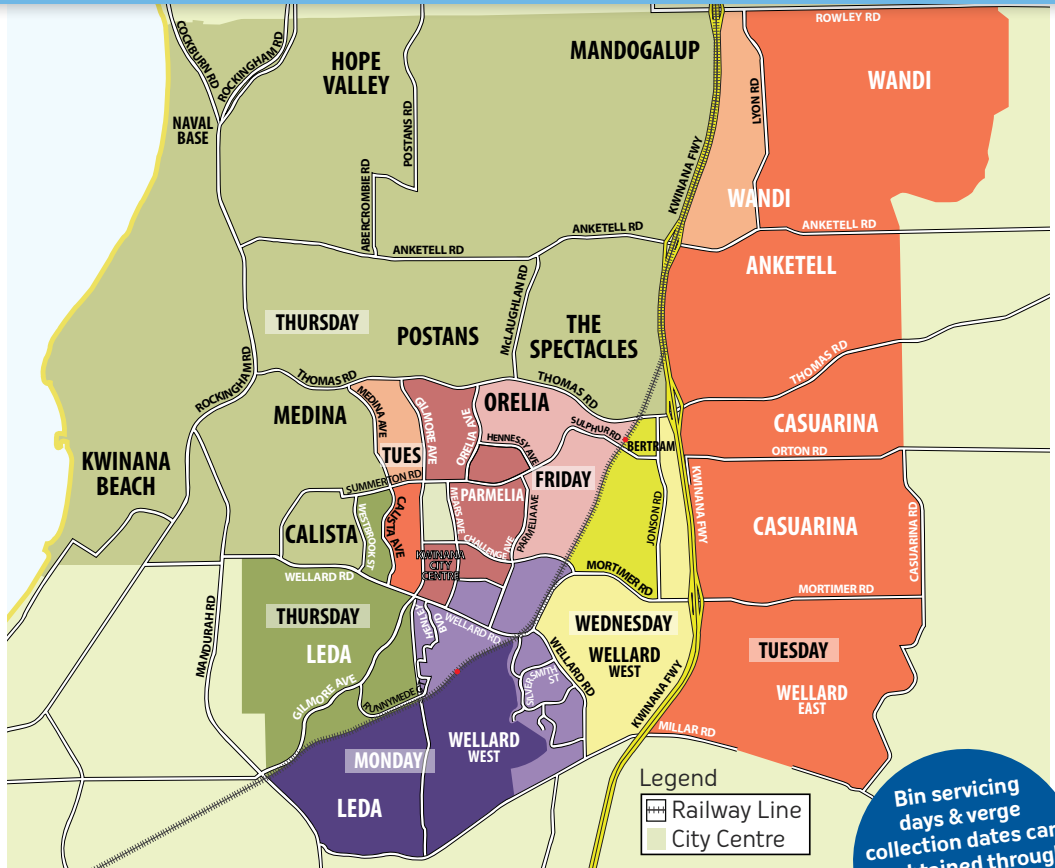 ROWLEY RD
COCKBURN RD
ROCKINGHAM RD
HOPE
VALLEY
MANDOGALUP
WANDI
LYON RD
NAVAL
BASE
POSTANS RD
ABERCROMBIE RD
KWINANA FWY
WANDI
ANKETELL RD
ANKETELL RD
ANKETELL RD
ANKETELL
McLAUGHLAN RD
THURSDAY
POSTANS
THE
SPECTACLES
ROCKINGHAM RD
THOMAS RD
THOMAS RD
THOMAS RD
MEDINA
MEDINA AVE
GILMORE AVE
ORELIA AVE
ORELIA
SULPHUR RD
HENNESSY AVE
BERTRAM
CASUARINA
ORTON RD
KWINANA
BEACH
TUES
SUMMERTON RD
FRIDAY
PARMELIA
MEARS AVE
PARMELIA AVE
CHALLENGER AVE
JONSON RD
KWINANA FWY
CASUARINA
CASUARINA RD
CALISTA
WESTBROOK ST
CALISTA AVE
KWINANA
CITY
CENTRE
WELLARD RD
MORTIMER RD
MORTIMER RD
MANDURAH RD
THURSDAY
LEDA
HENLEY
BVD
WELLARD RD
WEDNESDAY
WELLARD
WEST
WELLARD RD
TUESDAY
WELLARD
EAST
GILMORE AVE
SILVER
SMITH
ST
KWINANA FWY
MILLAR RD
MONDAY
WELLARD
WEST
LEDA
Legend
Railway Line
City Centre
Bin servicing
days & verge
collection dates can